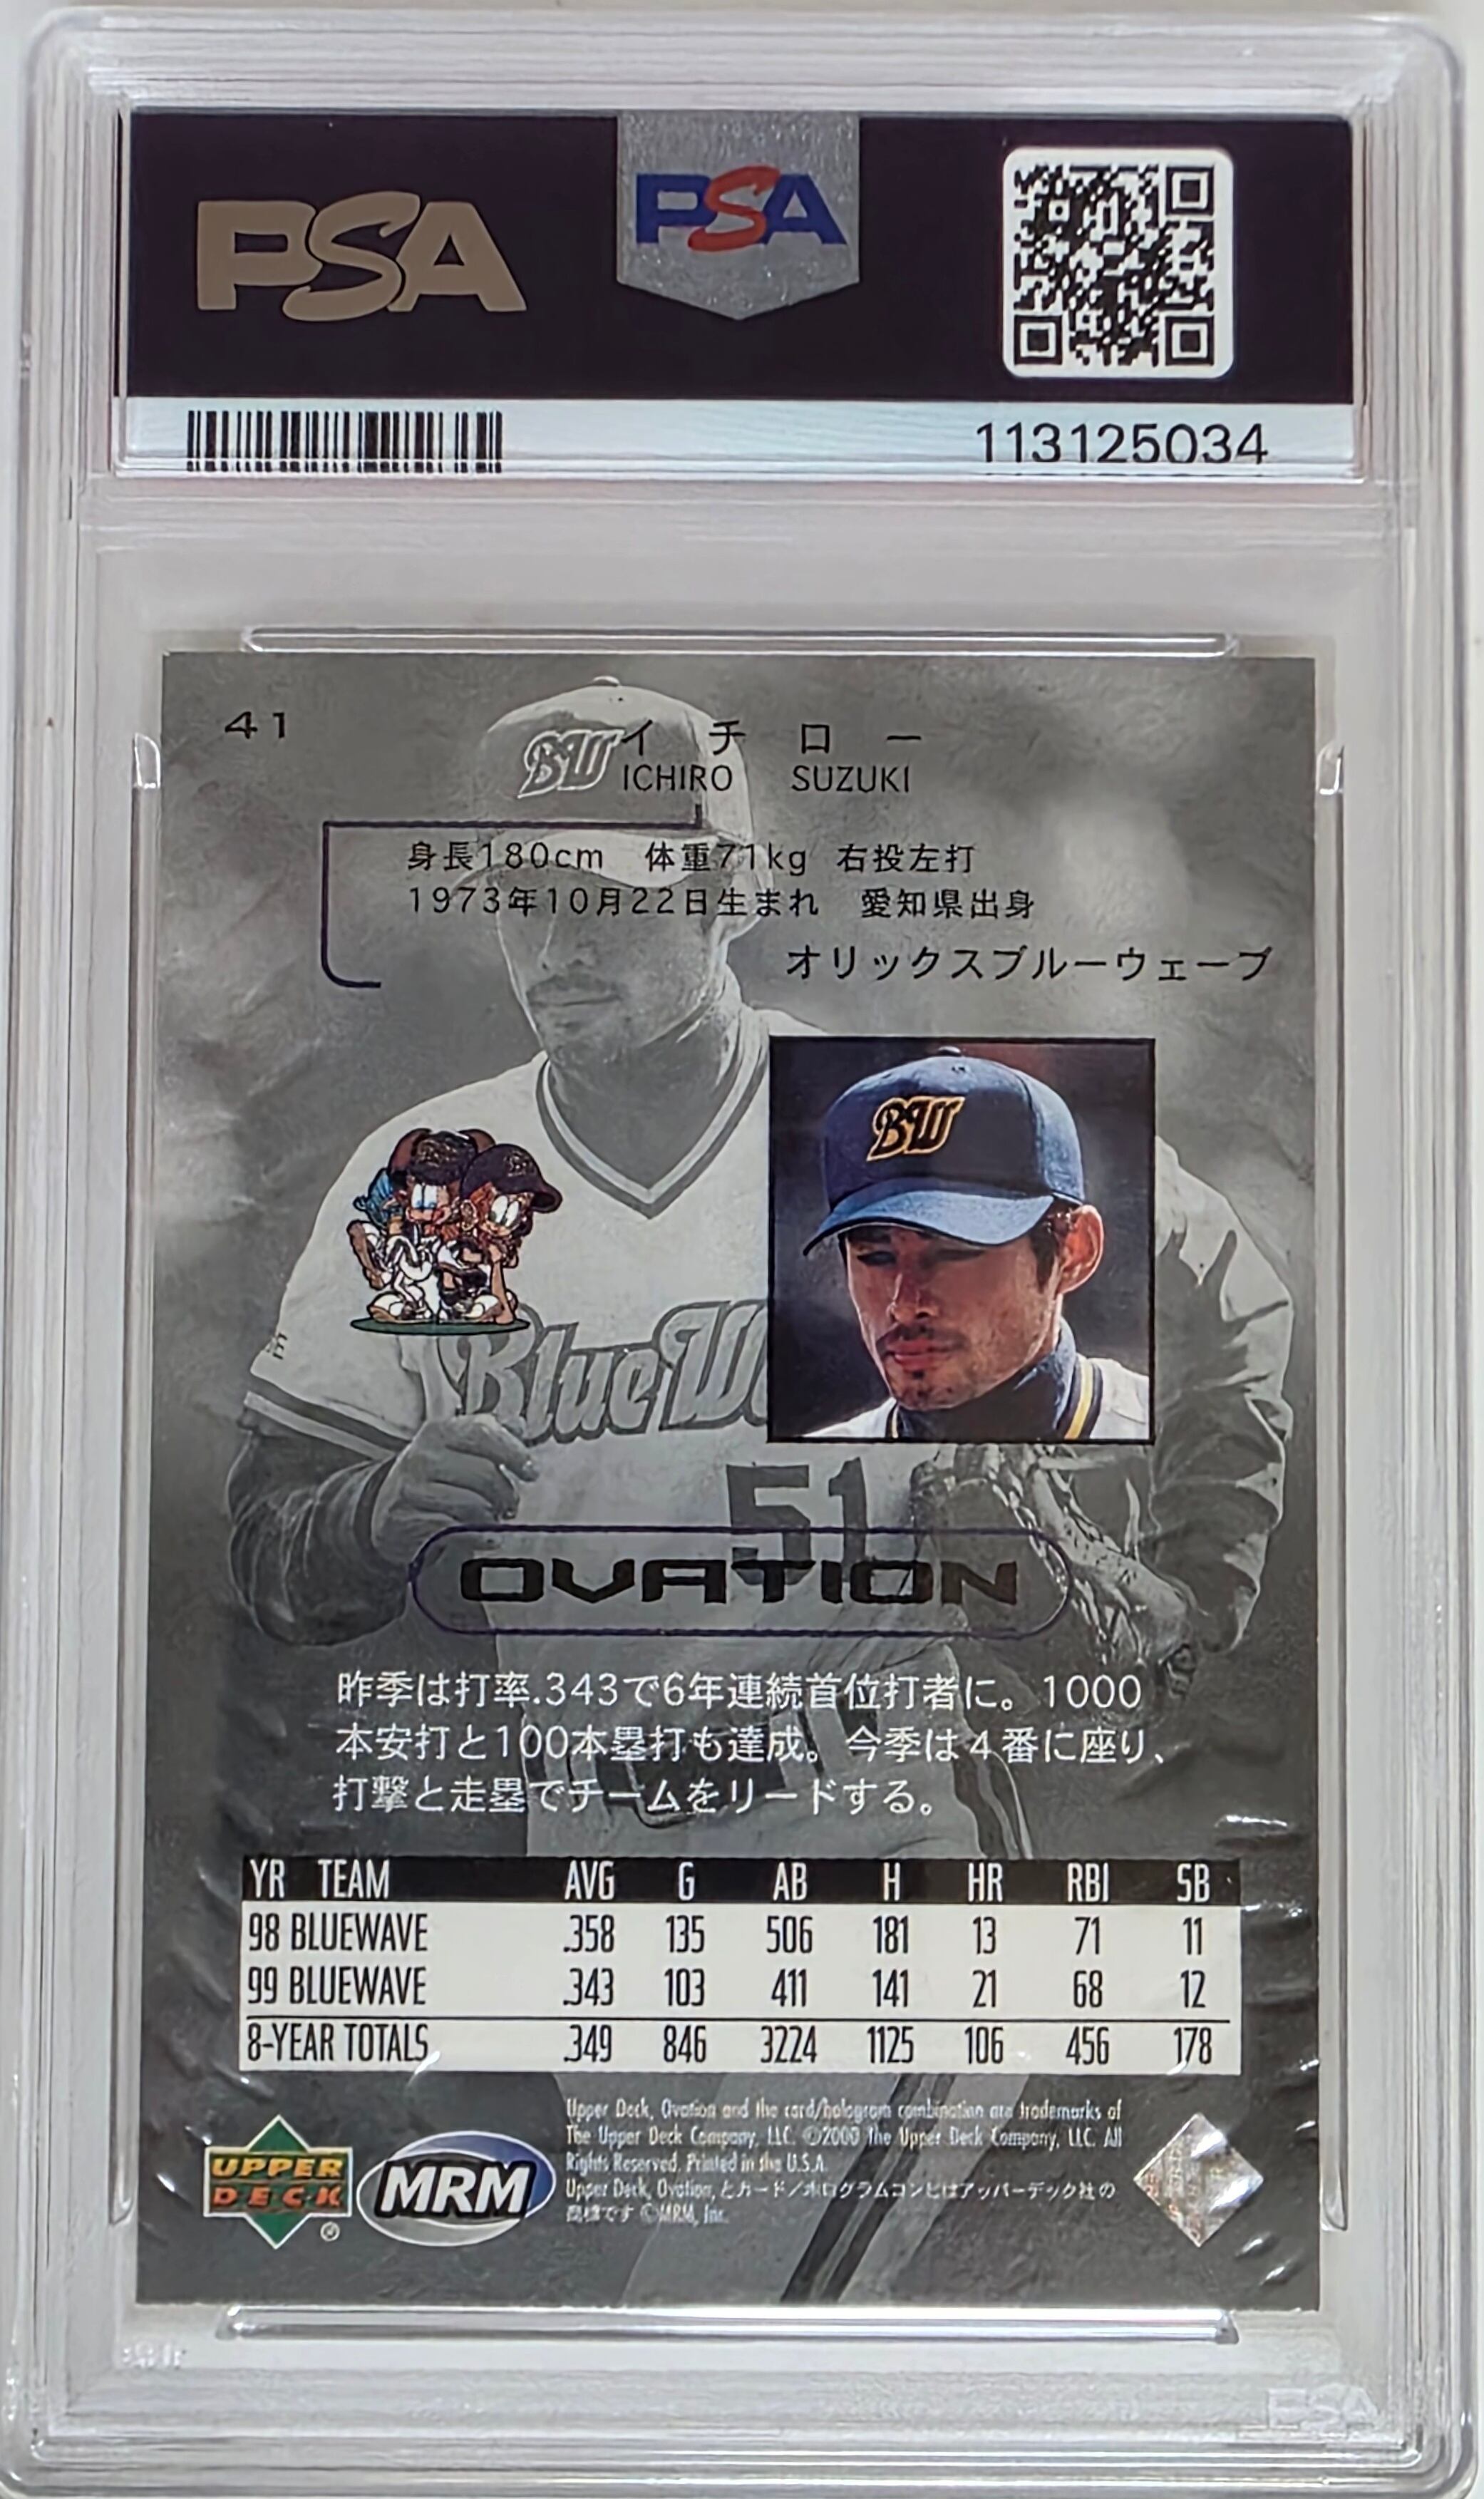 PSA
PSA
113125034
41
BW
イチロー
ICHIRO SUZUKI
身長180cm 体重71kg 右投左打
1973年10月22日生まれ 愛知県出身
オリックスブルーウェーブ
BW
Blue W
51
OVATION
昨季は打率.343で6年連続首位打者に。1000
本安打と100本塁打も達成。今季は4番に座り、
打撃と走塁でチームをリードする。
YR TEAM AVG G AB H HR RBI SB
98 BLUEWAVE .358 135 506 181 13 71 11
99 BLUEWAVE .343 103 411 141 21 68 12
8-YEAR TOTALS .349 846 3224 1125 106 456 178
Upper Deck, Ovation and the card/hologram combination are trademarks of
The Upper Deck Company, LLC. ©2000 The Upper Deck Company, LLC. All
Rights Reserved. Printed in the U.S.A.
Upper Deck, Ovation, とカード/ホログラムコンビはアッパーデック社の
商標です ©MRM, Inc.
UPPER
DECK
®
MRM
PSA